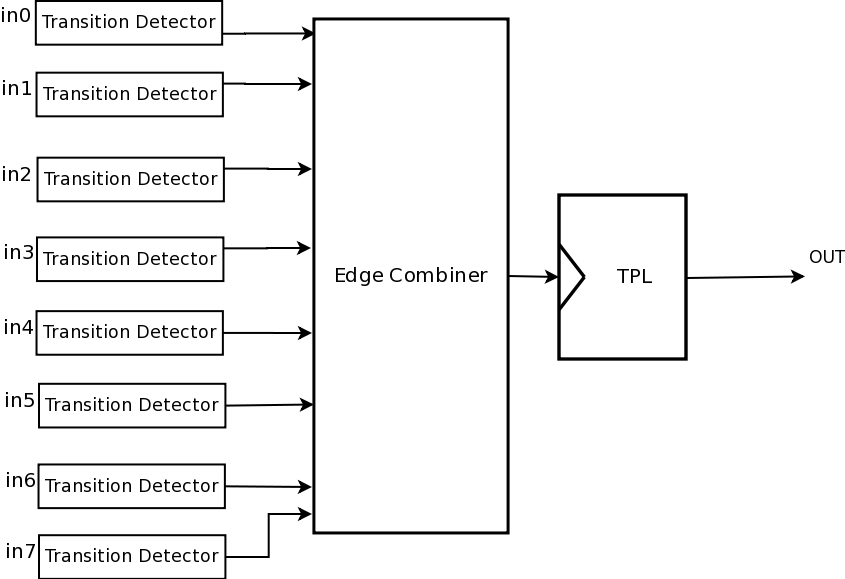 in0 Transition Detector
in1 Transition Detector
in2 Transition Detector
in3 Transition Detector
in4 Transition Detector
in5 Transition Detector
in6 Transition Detector
in7 Transition Detector
Edge Combiner
TPL
OUT